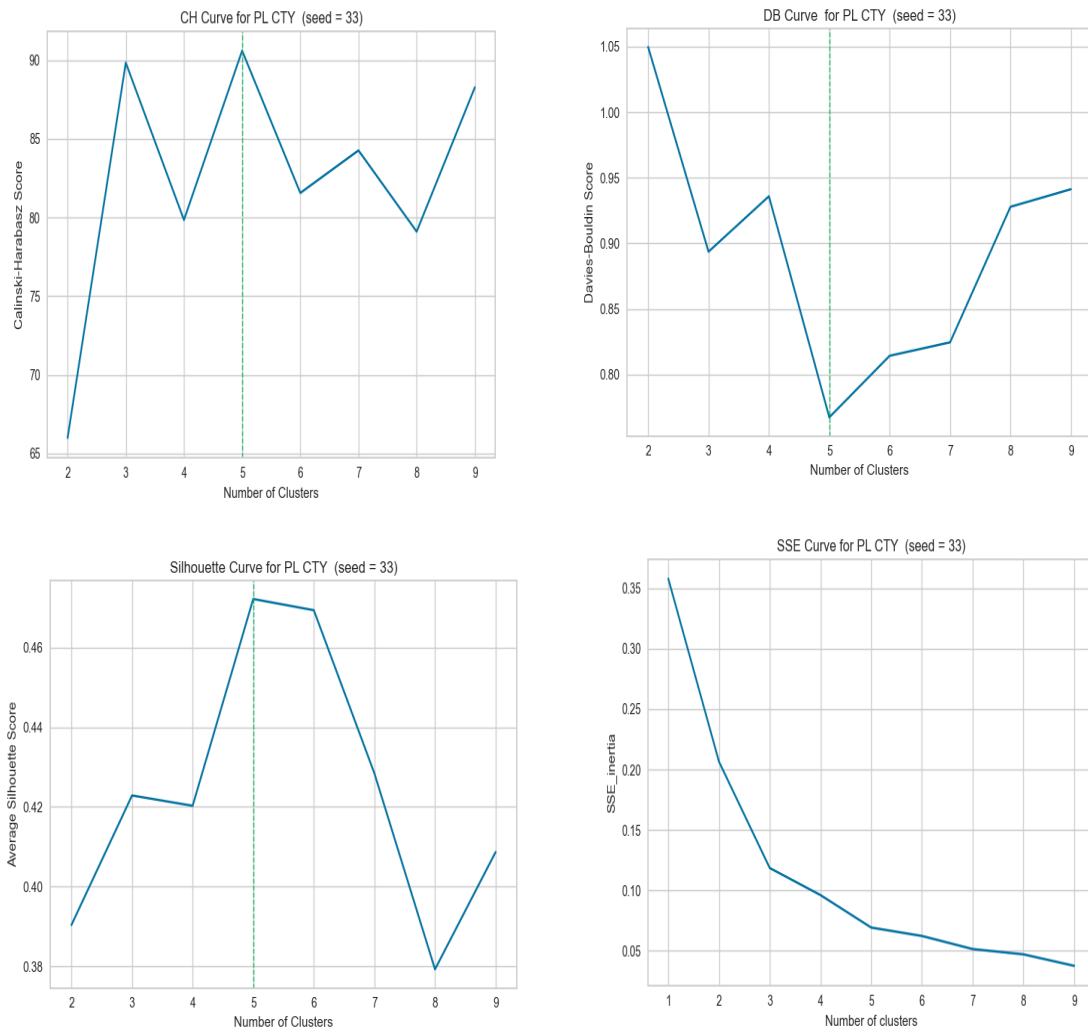 CH Curve for PL CTY (seed = 33)
Calinski-Harabasz Score
90
85
80
75
70
65
2 3 4 5 6 7 8 9
Number of Clusters
DB Curve for PL CTY (seed = 33)
Davies-Bouldin Score
1.05
1.00
0.95
0.90
0.85
0.80
2 3 4 5 6 7 8 9
Number of Clusters
Silhouette Curve for PL CTY (seed = 33)
Average Silhouette Score
0.46
0.44
0.42
0.40
0.38
2 3 4 5 6 7 8 9
Number of Clusters
SSE Curve for PL CTY (seed = 33)
SSE_inertia
0.35
0.30
0.25
0.20
0.15
0.10
0.05
1 2 3 4 5 6 7 8 9
Number of clusters